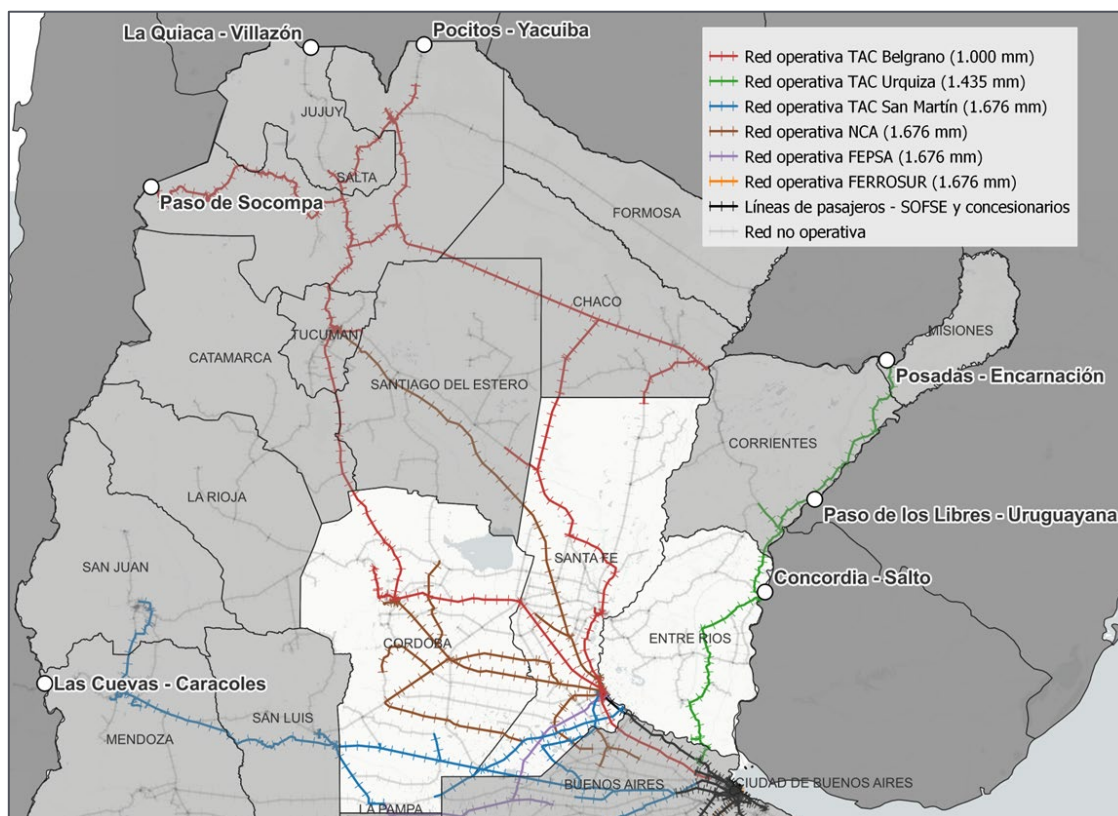 La Quiaca - Villazón
Pocitos - Yacuiba
Red operativa TAC Belgrano (1.000 mm)
Red operativa TAC Urquiza (1.435 mm)
Red operativa TAC San Martín (1.676 mm)
Red operativa NCA (1.676 mm)
Red operativa FEPSA (1.676 mm)
Red operativa FERROSUR (1.676 mm)
Líneas de pasajeros - SOFSE y concesionarios
Red no operativa
JUJUY
SALTA
Paso de Socompa
FORMOSA
CHACO
MISIONES
TUCUMAN
CATAMARCA
SANTIAGO DEL ESTERO
Posadas - Encarnación
CORRIENTES
LA RIOJA
Paso de los Libres - Uruguayana
SAN JUAN
SANTA FE
Concordia - Salto
ENTRE RIOS
CORDOBA
Las Cuevas - Caracoles
SAN LUIS
MENDOZA
BUENOS AIRES
CIUDAD DE BUENOS AIRES
LA PAMPA